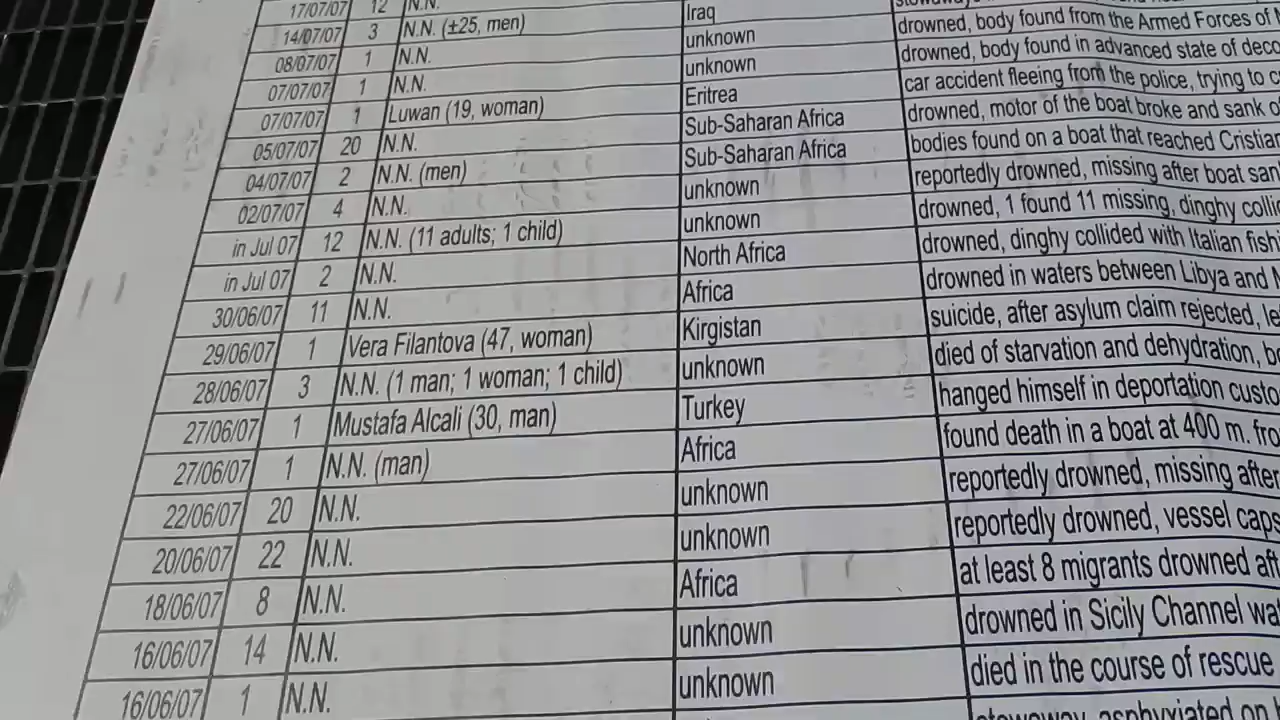 17/07/07 12 N.N.
14/07/07 3 N.N. (±25, men) Iraq stowaways
08/07/07 1 N.N. unknown drowned, body found from the Armed Forces of
07/07/07 1 N.N. unknown drowned, body found in advanced state of deco
07/07/07 1 Luwan (19, woman) Eritrea car accident fleeing from the police, trying to c
05/07/07 20 N.N. Sub-Saharan Africa drowned, motor of the boat broke and sank o
04/07/07 2 N.N. (men) Sub-Saharan Africa bodies found on a boat that reached Cristian
02/07/07 4 N.N. unknown reportedly drowned, missing after boat san
in Jul 07 12 N.N. (11 adults; 1 child) unknown drowned, 1 found 11 missing, dinghy collid
in Jul 07 2 N.N. North Africa drowned, dinghy collided with Italian fishi
30/06/07 11 N.N. Africa drowned in waters between Libya and
29/06/07 1 Vera Filantova (47, woman) Kirgistan suicide, after asylum claim rejected, le
28/06/07 3 N.N. (1 man; 1 woman; 1 child) unknown died of starvation and dehydration, b
27/06/07 1 Mustafa Alcali (30, man) Turkey hanged himself in deportation custo
27/06/07 1 N.N. (man) Africa found death in a boat at 400 m. fro
22/06/07 20 N.N. unknown reportedly drowned, missing after
20/06/07 22 N.N. unknown reportedly drowned, vessel caps
18/06/07 8 N.N. Africa at least 8 migrants drowned aft
16/06/07 14 N.N. unknown drowned in Sicily Channel wa
16/06/07 1 N.N. unknown died in the course of rescue
stowaway, asphyxiated on